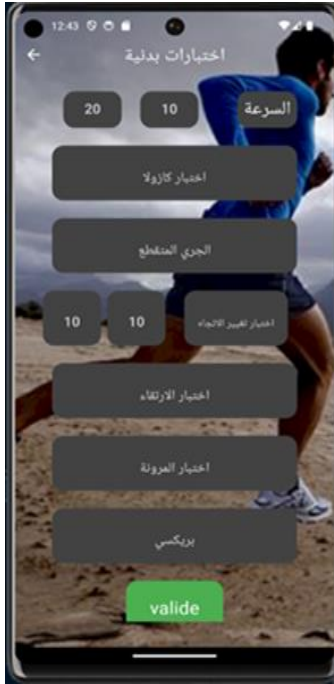 12:43
اختبارات بدنية
السرعة 10 20
اختبار كازولا
الجري المتقطع
اختبار تغيير الاتجاه 10 10
اختبار الارتقاء
اختبار المرونة
بريكسي
valide